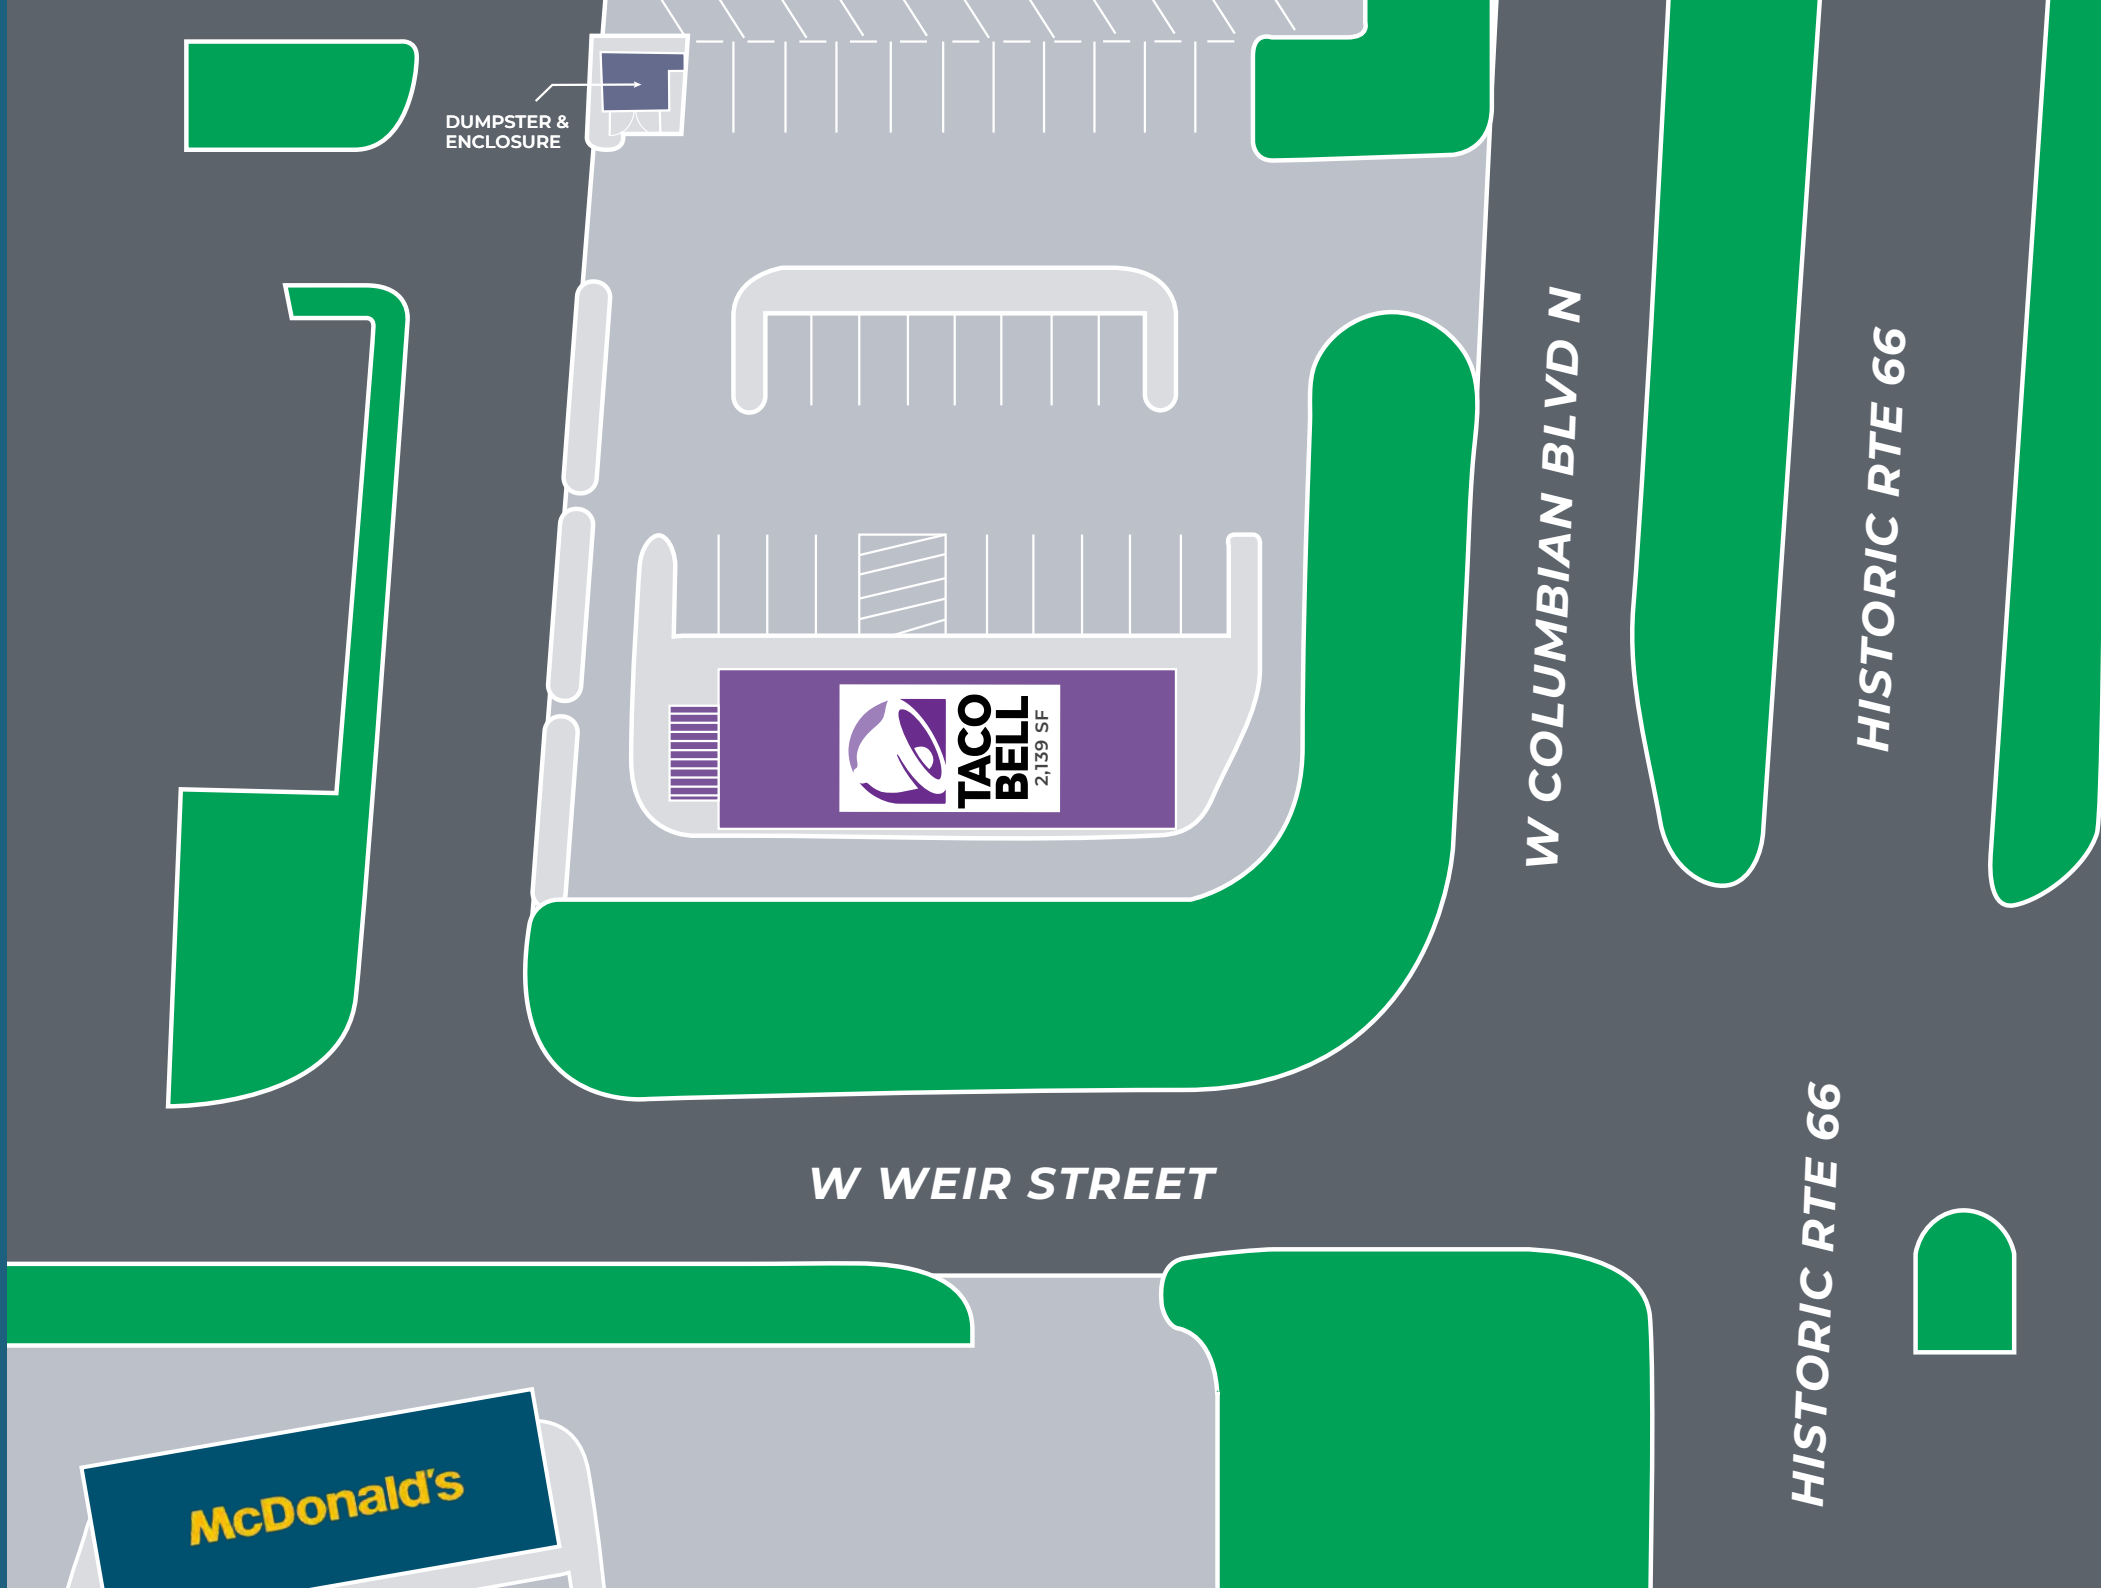 DUMPSTER &
ENCLOSURE
W COLUMBIAN BLVD N
HISTORIC RTE 66
TACO
BELL
2,139 SF
HISTORIC RTE 66
W WEIR STREET
McDonald's